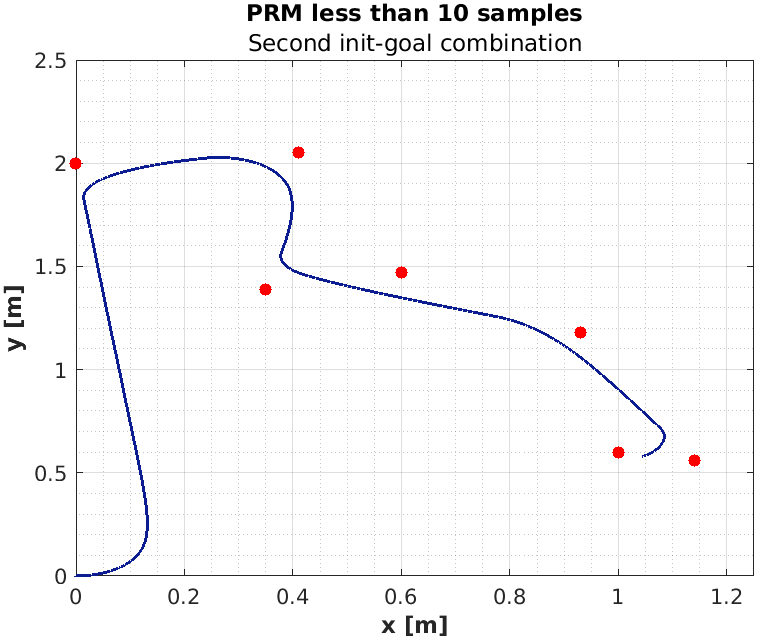 PRM less than 10 samples
Second init-goal combination
2.5
2
1.5
1
0.5
0
0 0.2 0.4 0.6 0.8 1 1.2
x [m]
y [m]